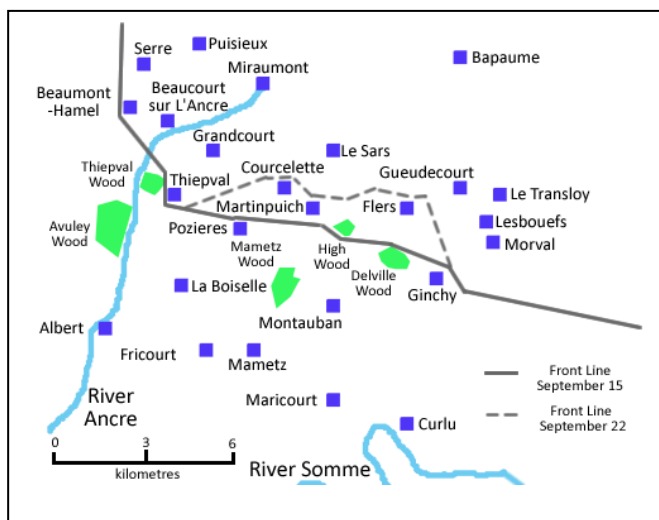 Puisieux
Serre
Bapaume
Miraumont
Beaumont
-Hamel
Beaucourt
sur L'Ancre
Grandcourt
Le Sars
Thiepval
Wood
Thiepval
Courcelette
Gueudecourt
Le Transloy
Martinpuich
Flers
Lesbouefs
Avuley
Wood
Pozieres
Mametz
Wood
High
Wood
Morval
Delville
Wood
La Boiselle
Ginchy
Montauban
Albert
Fricourt
Mametz
Front Line
September 15
River
Ancre
Maricourt
Front Line
September 22
Curlu
0 3 6
kilometres
River Somme